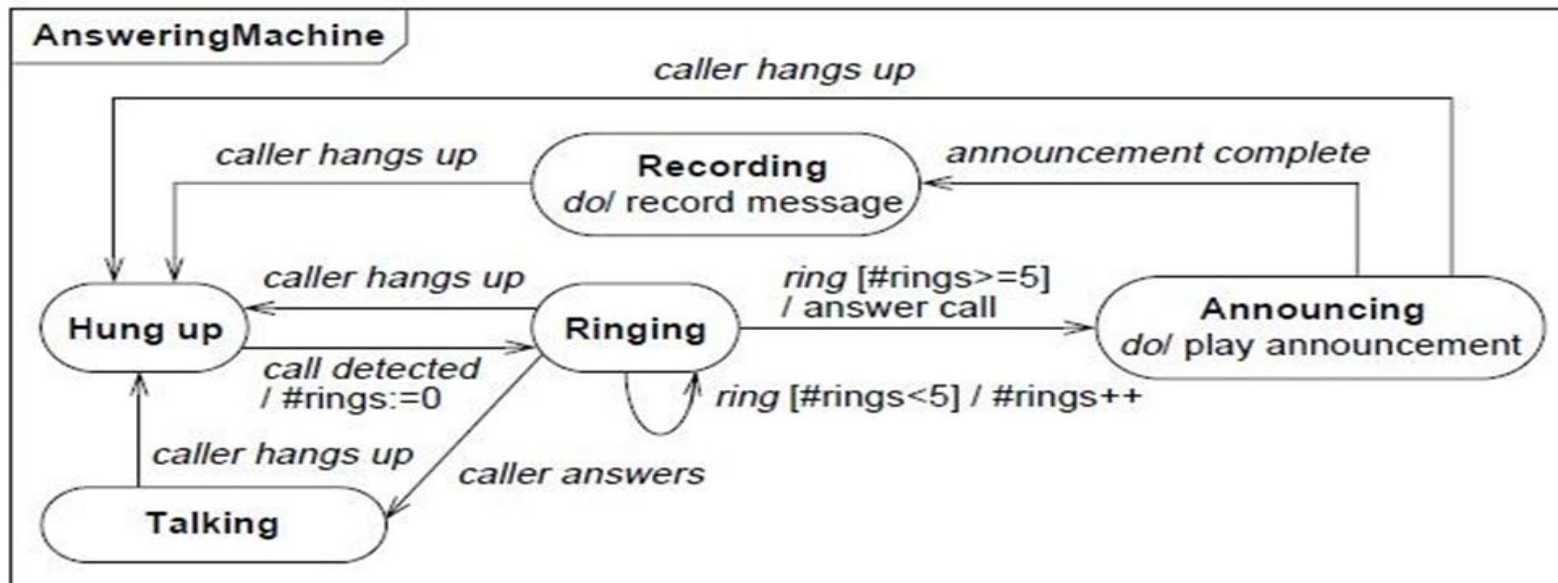 AnsweringMachine
caller hangs up
caller hangs up
Recording
do/ record message
announcement complete
caller hangs up
ring [#rings>=5]
/ answer call
Hung up
Ringing
Announcing
do/ play announcement
call detected
/ #rings:=0
ring [#rings<5] / #rings++
caller hangs up
caller answers
Talking